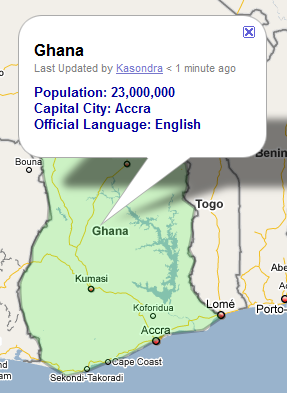 Ghana
Last Updated by Kasondra < 1 minute ago
Population: 23,000,000
Capital City: Accra
Official Language: English
Bouna
Benin
Togo
Ghana
Kumasi
Koforidua
Lomé
Porto-
Accra
Cape Coast
Sekondi-Takoradi